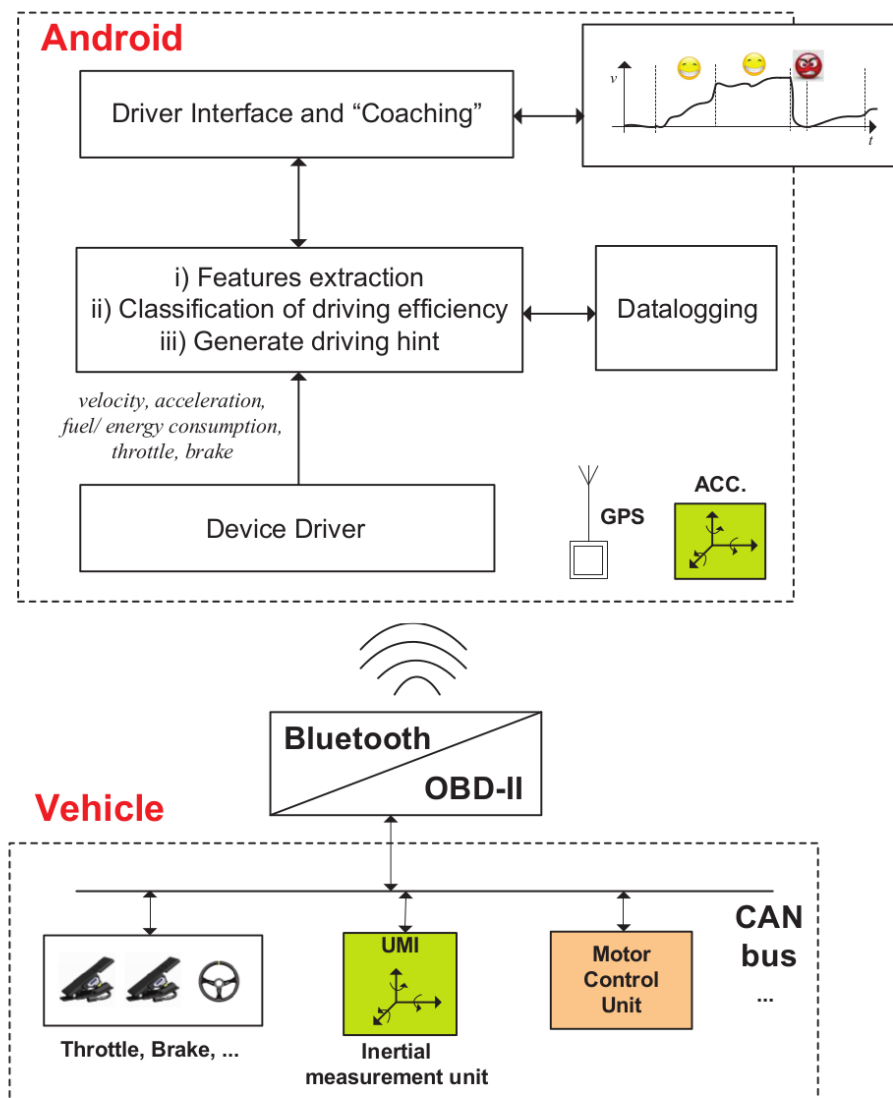 Android
Driver Interface and “Coaching”
v
t
i) Features extraction
ii) Classification of driving efficiency
iii) Generate driving hint
Datalogging
velocity, acceleration,
fuel/ energy consumption,
throttle, brake
Device Driver
GPS
ACC.
Bluetooth
OBD-II
Vehicle
CAN
bus
...
UMI
Motor
Control
Unit
Throttle, Brake, ...
Inertial
measurement unit